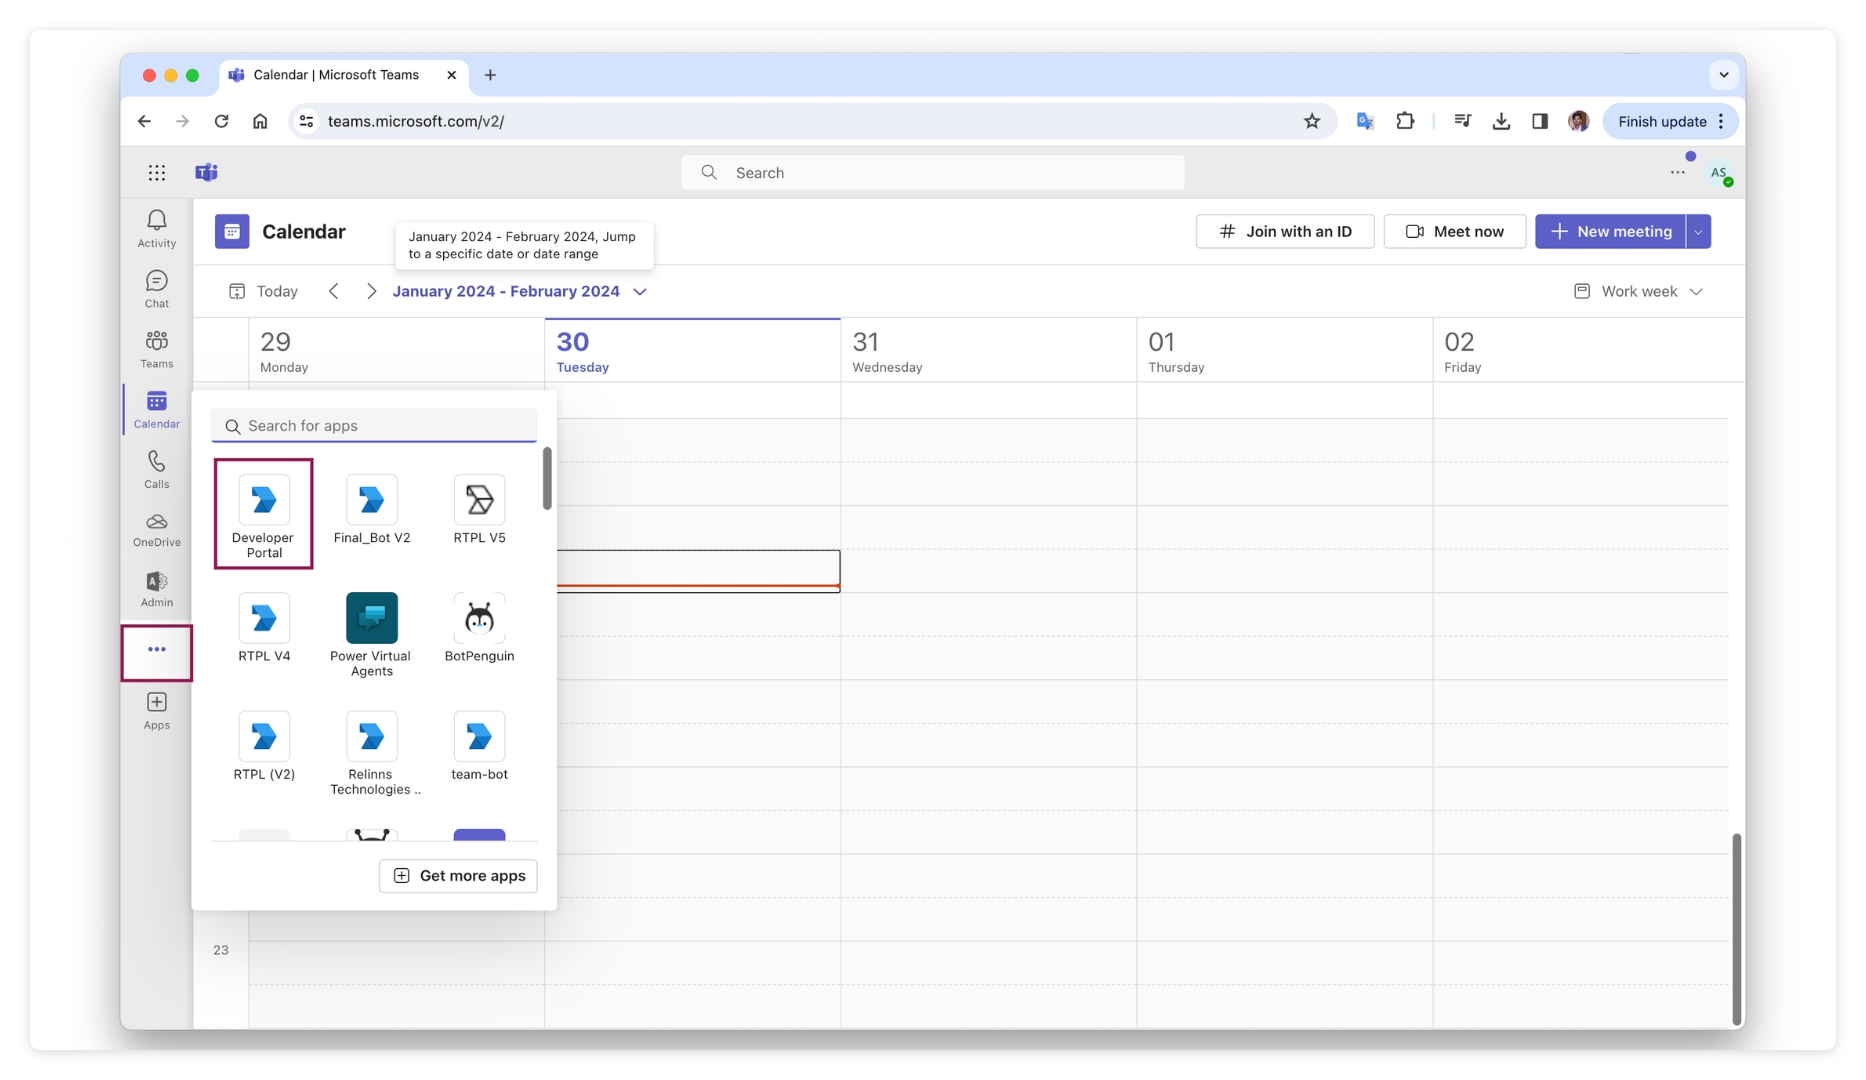 Calendar | Microsoft Teams
teams.microsoft.com/v2/
Finish update
Search
AS
Activity
Chat
Teams
Calendar
Calls
OneDrive
Admin
Apps
Calendar
January 2024 - February 2024, Jump
to a specific date or date range
# Join with an ID
Meet now
New meeting
Today
January 2024 - February 2024
Work week
29
Monday
30
Tuesday
31
Wednesday
01
Thursday
02
Friday
Search for apps
Developer
Portal
Final_Bot V2
RTPL V5
RTPL V4
Power Virtual
Agents
BotPenguin
RTPL (V2)
Relinns
Technologies ..
team-bot
Get more apps
23